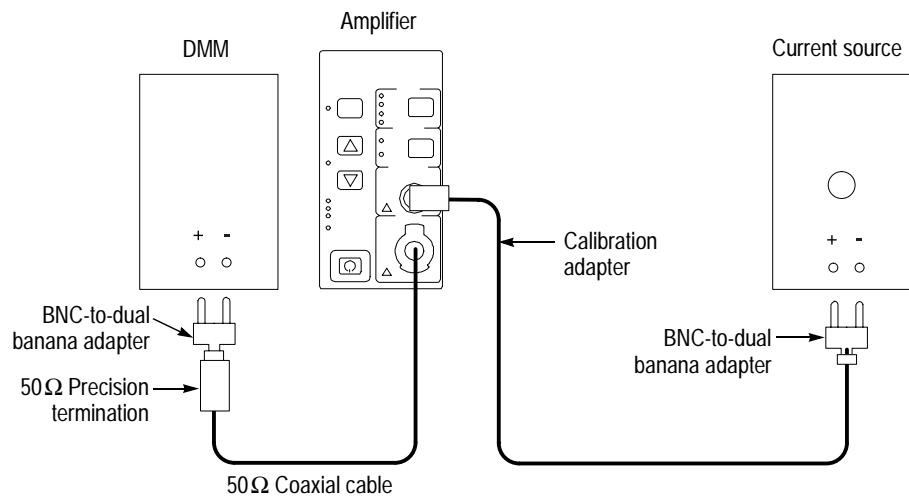 Amplifier
DMM
Current source
+ -
+ -
Calibration
adapter
BNC-to-dual
banana adapter
BNC-to-dual
banana adapter
50Ω Precision
termination
50Ω Coaxial cable